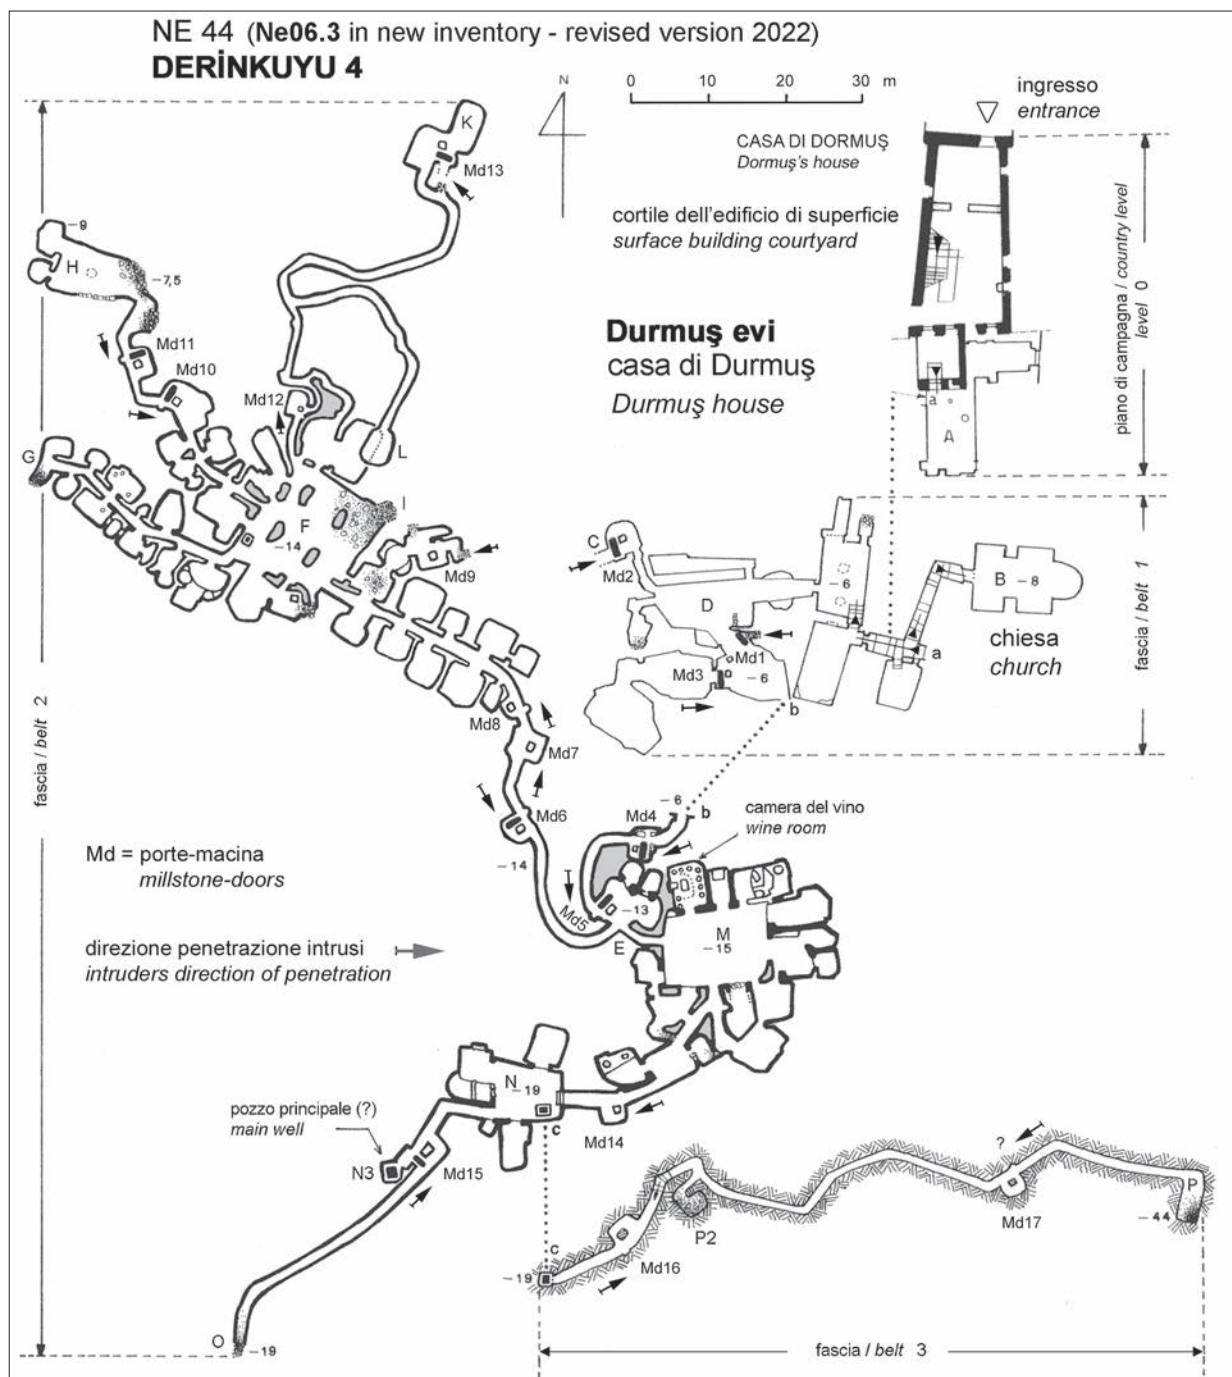 NE 44 (Ne06.3 in new inventory - revised version 2022)
DERİNKUYU 4
N
0 10 20 30 m
ingresso
entrance
CASA DI DORMUŞ
Dormuş's house
cortile dell'edificio di superficie
surface building courtyard
piano di campagna / country level
level 0
Durmuş evi
casa di Durmuş
Durmuş house
a
A
K
Md13
−9
H
−7,5
Md11
Md10
Md12
L
G
F
−14
I
Md9
C
Md2
D
−6
B −8
chiesa
church
a
Md1
Md3
−6
b
fascia / belt 1
Md8
Md7
Md6
−14
fascia / belt 2
−6
b
Md4
camera del vino
wine room
Md = porte-macina
millstone-doors
Md5
−13
E
M
−15
direzione penetrazione intrusi
intruders direction of penetration
N
−19
c
pozzo principale (?)
main well
N3
Md15
Md14
?
P
−44
Md17
P2
Md16
c
−19
O
−19
fascia / belt 3